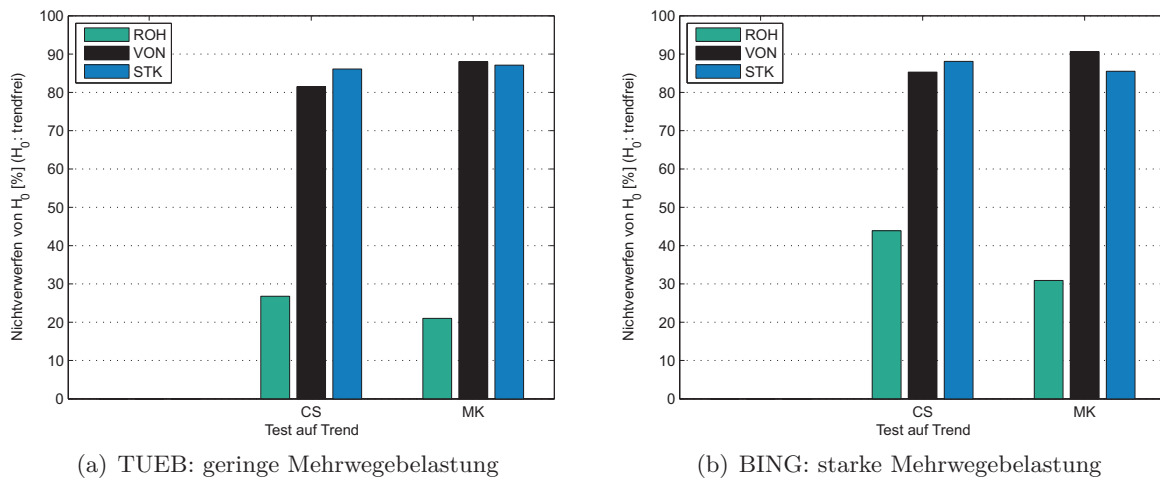 100
90
80
70
60
50
40
30
20
10
0
Nichtverwerfen von H0 [%] (H0: trendfrei)
ROH
VON
STK
CS
MK
Test auf Trend
(a) TUEB: geringe Mehrwegebelastung
100
90
80
70
60
50
40
30
20
10
0
Nichtverwerfen von H0 [%] (H0: trendfrei)
ROH
VON
STK
CS
MK
Test auf Trend
(b) BING: starke Mehrwegebelastung